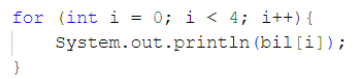 for (int i = 0; i < 4; i++){
    System.out.println(bil[i]);
}